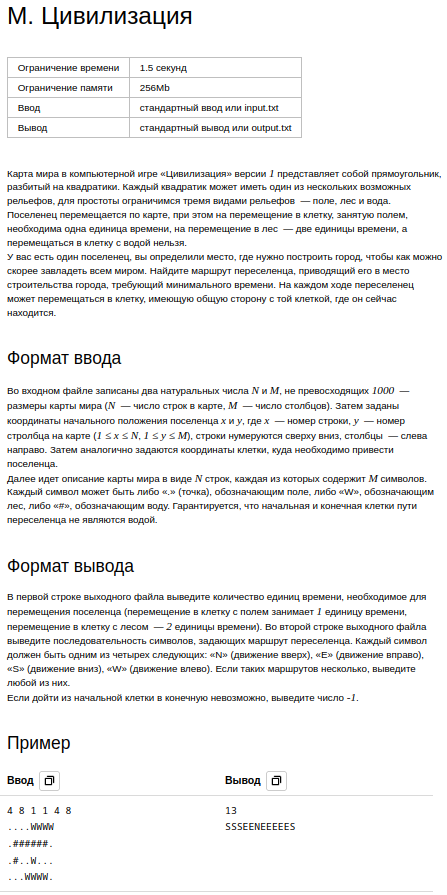 М. Цивилизация
Ограничение времени 1.5 секунд
Ограничение памяти 256Mb
Ввод стандартный ввод или input.txt
Вывод стандартный вывод или output.txt
Карта мира в компьютерной игре «Цивилизация» версии 1 представляет собой прямоугольник,
разбитый на квадратики. Каждый квадратик может иметь один из нескольких возможных
рельефов, для простоты ограничимся тремя видами рельефов — поле, лес и вода.
Поселенец перемещается по карте, при этом на перемещение в клетку, занятую полем,
необходима одна единица времени, на перемещение в лес — две единицы времени, а
перемещаться в клетку с водой нельзя.
У вас есть один поселенец, вы определили место, где нужно построить город, чтобы как можно
скорее завладеть всем миром. Найдите маршрут переселенца, приводящий его в место
строительства города, требующий минимального времени. На каждом ходе переселенец
может перемещаться в клетку, имеющую общую сторону с той клеткой, где он сейчас
находится.
Формат ввода
Во входном файле записаны два натуральных числа N и M, не превосходящих 1000 —
размеры карты мира (N — число строк в карте, M — число столбцов). Затем заданы
координаты начального положения поселенца x и y, где x — номер строки, y — номер
стролбца на карте (1 ≤ x ≤ N, 1 ≤ y ≤ M), строки нумеруются сверху вниз, столбцы — слева
направо. Затем аналогично задаются координаты клетки, куда необходимо привести
поселенца.
Далее идет описание карты мира в виде N строк, каждая из которых содержит M символов.
Каждый символ может быть либо «.» (точка), обозначающим поле, либо «W», обозначающим
лес, либо «#», обозначающим воду. Гарантируется, что начальная и конечная клетки пути
переселенца не являются водой.
Формат вывода
В первой строке выходного файла выведите количество единиц времени, необходимое для
перемещения поселенца (перемещение в клетку с полем занимает 1 единицу времени,
перемещение в клетку с лесом — 2 единицы времени). Во второй строке выходного файла
выведите последовательность символов, задающих маршрут переселенца. Каждый символ
должен быть одним из четырех следующих: «N» (движение вверх), «E» (движение вправо),
«S» (движение вниз), «W» (движение влево). Если таких маршрутов несколько, выведите
любой из них.
Если дойти из начальной клетки в конечную невозможно, выведите число -1.
Пример
Ввод Вывод
4 8 1 1 4 8 13
....WWWW SSSEENEEEEES
.######.
.#..W...
...WWWW.